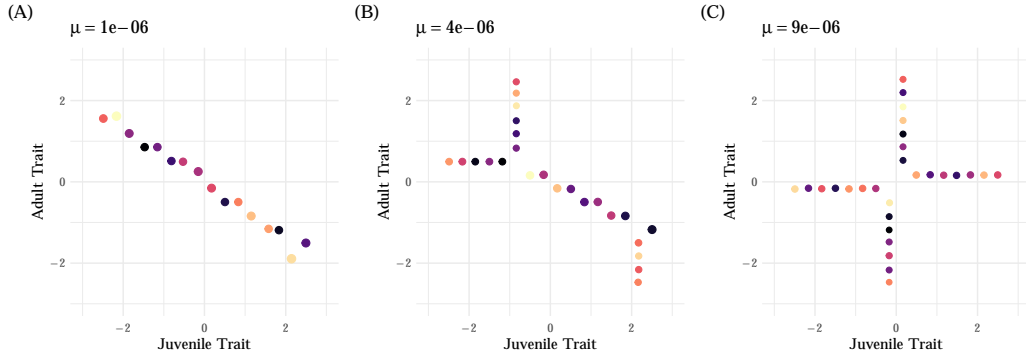 (A)
μ = 1e−06
2
0
−2
Adult Trait
−2
0
2
Juvenile Trait
(B)
μ = 4e−06
2
0
−2
Adult Trait
−2
0
2
Juvenile Trait
(C)
μ = 9e−06
2
0
−2
Adult Trait
−2
0
2
Juvenile Trait